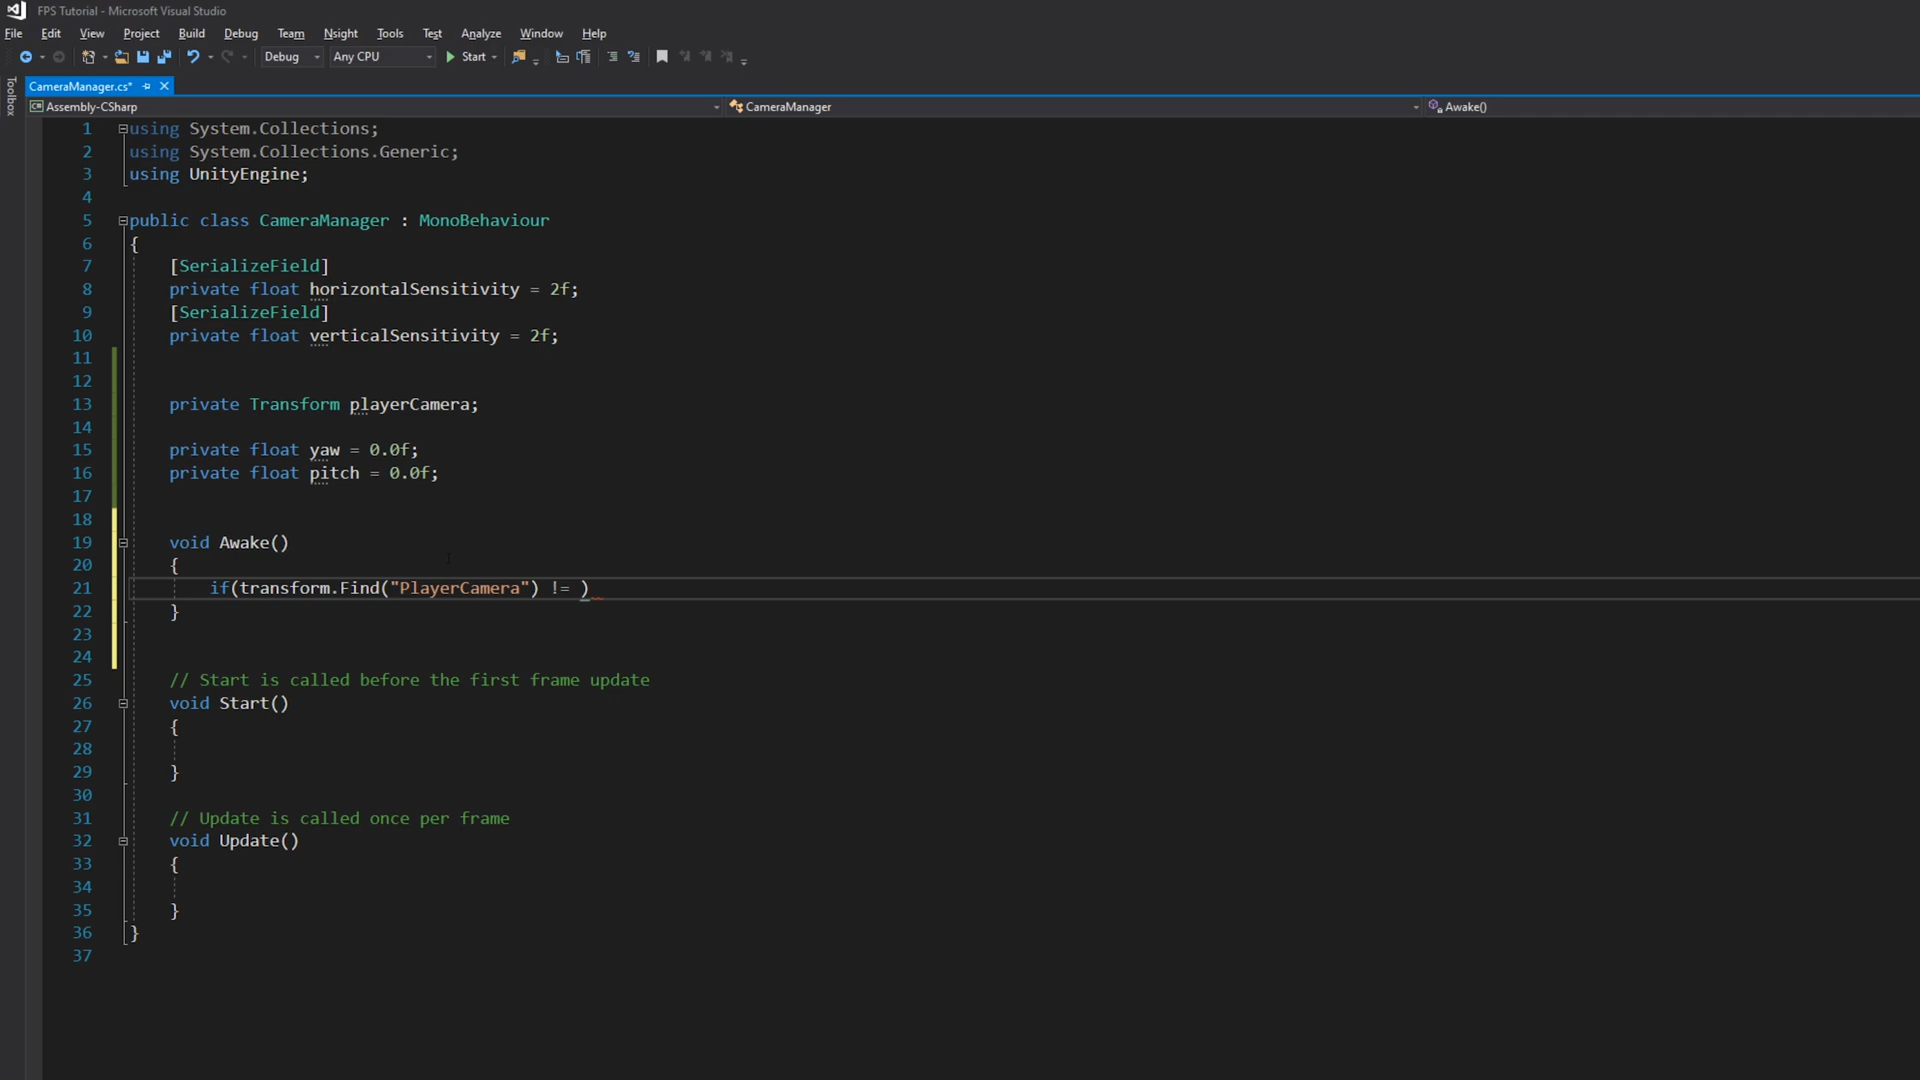 FPS Tutorial - Microsoft Visual Studio
File Edit View Project Build Debug Team Nsight Tools Test Analyze Window Help
Debug Any CPU Start
Toolbox
CameraManager.cs*
Assembly-CSharp CameraManager Awake()
1 using System.Collections;
2 using System.Collections.Generic;
3 using UnityEngine;
4
5 public class CameraManager : MonoBehaviour
6 {
7 [SerializeField]
8 private float horizontalSensitivity = 2f;
9 [SerializeField]
10 private float verticalSensitivity = 2f;
11
12
13 private Transform playerCamera;
14
15 private float yaw = 0.0f;
16 private float pitch = 0.0f;
17
18
19 void Awake()
20 {
21 if(transform.Find("PlayerCamera") != )
22 }
23
24
25 // Start is called before the first frame update
26 void Start()
27 {
28
29 }
30
31 // Update is called once per frame
32 void Update()
33 {
34
35 }
36 }
37